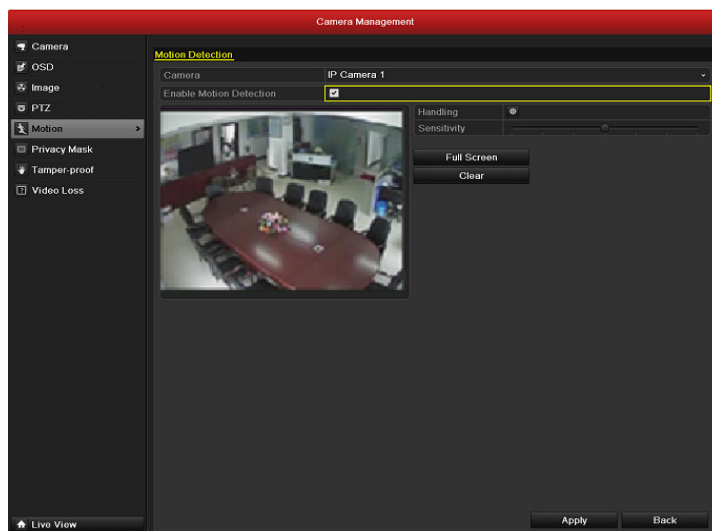 Camera Management
Camera
OSD
Image
PTZ
Motion
Privacy Mask
Tamper-proof
Video Loss
Live View
Motion Detection
Camera IP Camera 1
Enable Motion Detection
Handling
Sensitivity
Full Screen
Clear
Apply Back